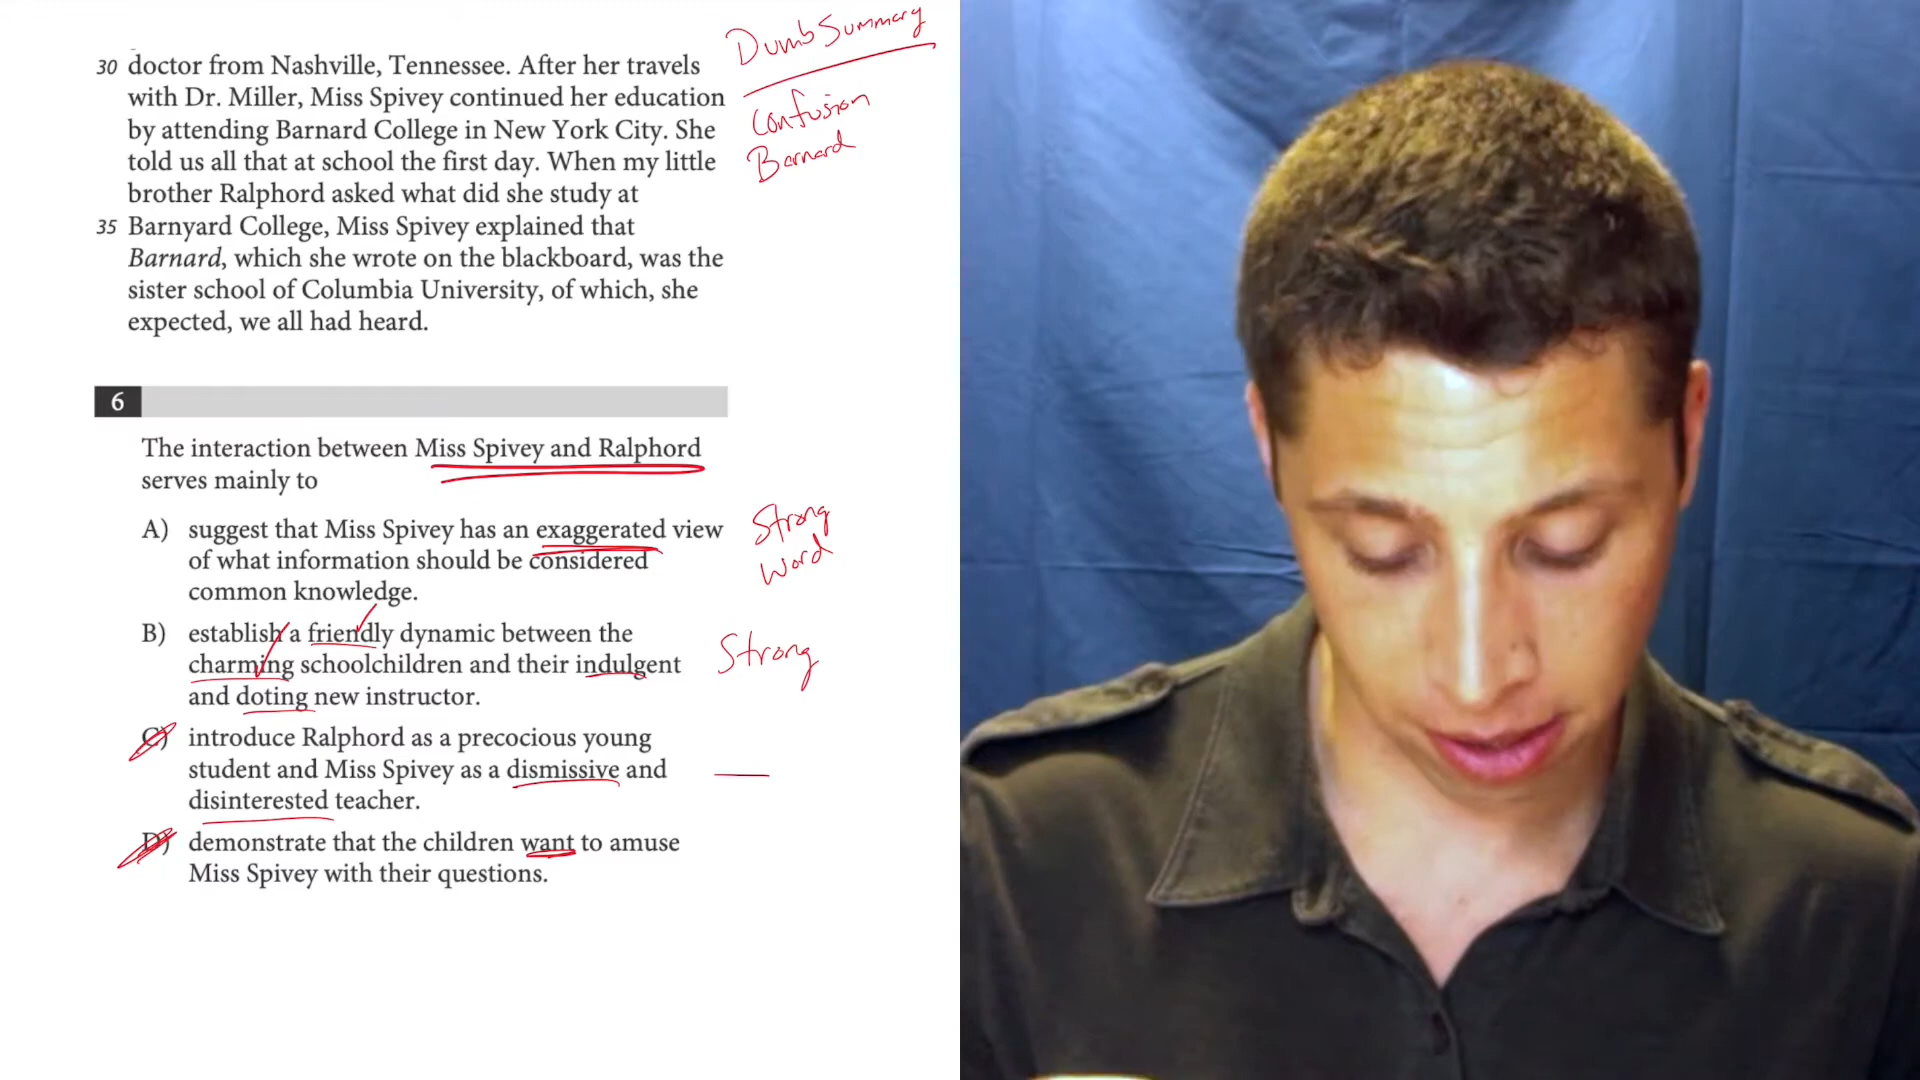 Dumb Summary
30 doctor from Nashville, Tennessee. After her travels
with Dr. Miller, Miss Spivey continued her education
by attending Barnard College in New York City. She
told us all that at school the first day. When my little
brother Ralphord asked what did she study at
35 Barnyard College, Miss Spivey explained that
Barnard, which she wrote on the blackboard, was the
sister school of Columbia University, of which, she
expected, we all had heard.
Confusion
Barnard
6
The interaction between Miss Spivey and Ralphord
serves mainly to
A) suggest that Miss Spivey has an exaggerated view
of what information should be considered
common knowledge.
Strong
Word
B) establish a friendly dynamic between the
charming schoolchildren and their indulgent
and doting new instructor.
Strong
C) introduce Ralphord as a precocious young
student and Miss Spivey as a dismissive and
disinterested teacher.
D) demonstrate that the children want to amuse
Miss Spivey with their questions.